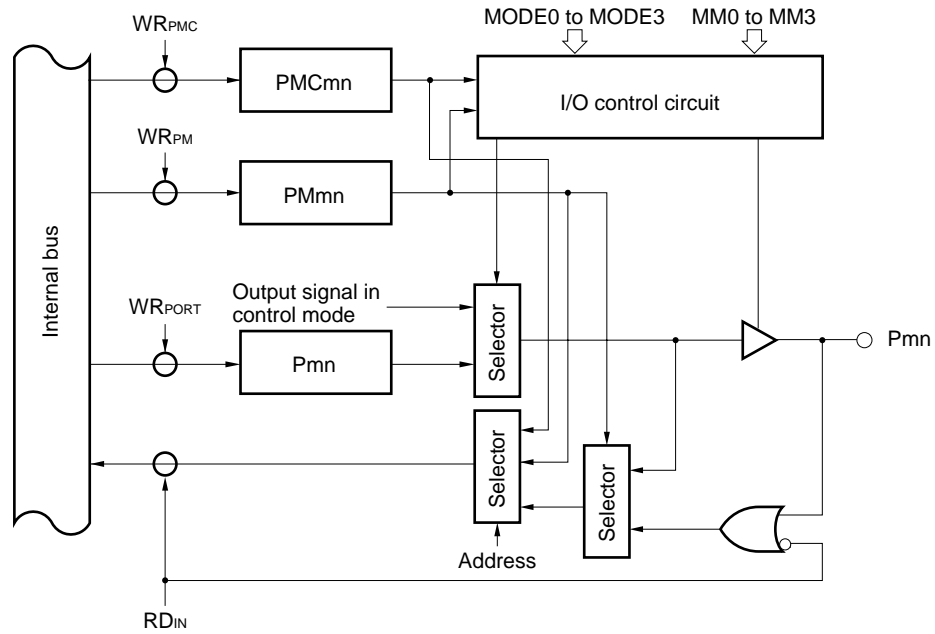 MODE0 to MODE3
MM0 to MM3
WRPMC
PMCmn
I/O control circuit
WRPM
PMmn
Internal bus
Output signal in
control mode
WRPORT
Pmn
Selector
Pmn
Selector
Selector
Address
RDIN